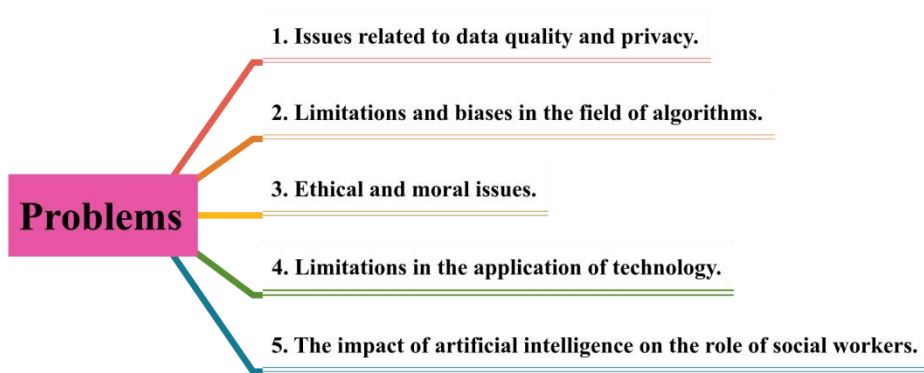 Problems
1. Issues related to data quality and privacy.
2. Limitations and biases in the field of algorithms.
3. Ethical and moral issues.
4. Limitations in the application of technology.
5. The impact of artificial intelligence on the role of social workers.